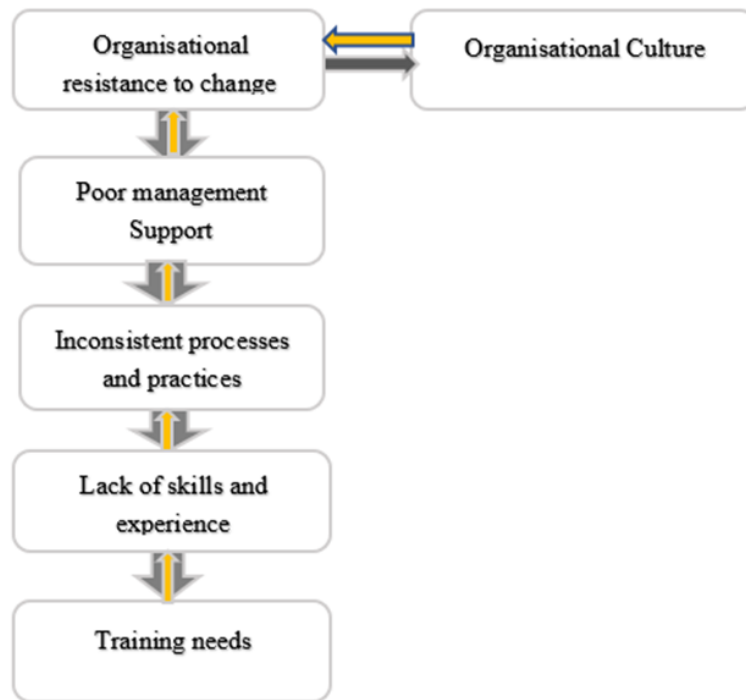 Organisational
resistance to change
Organisational Culture
Poor management
Support
Inconsistent processes
and practices
Lack of skills and
experience
Training needs